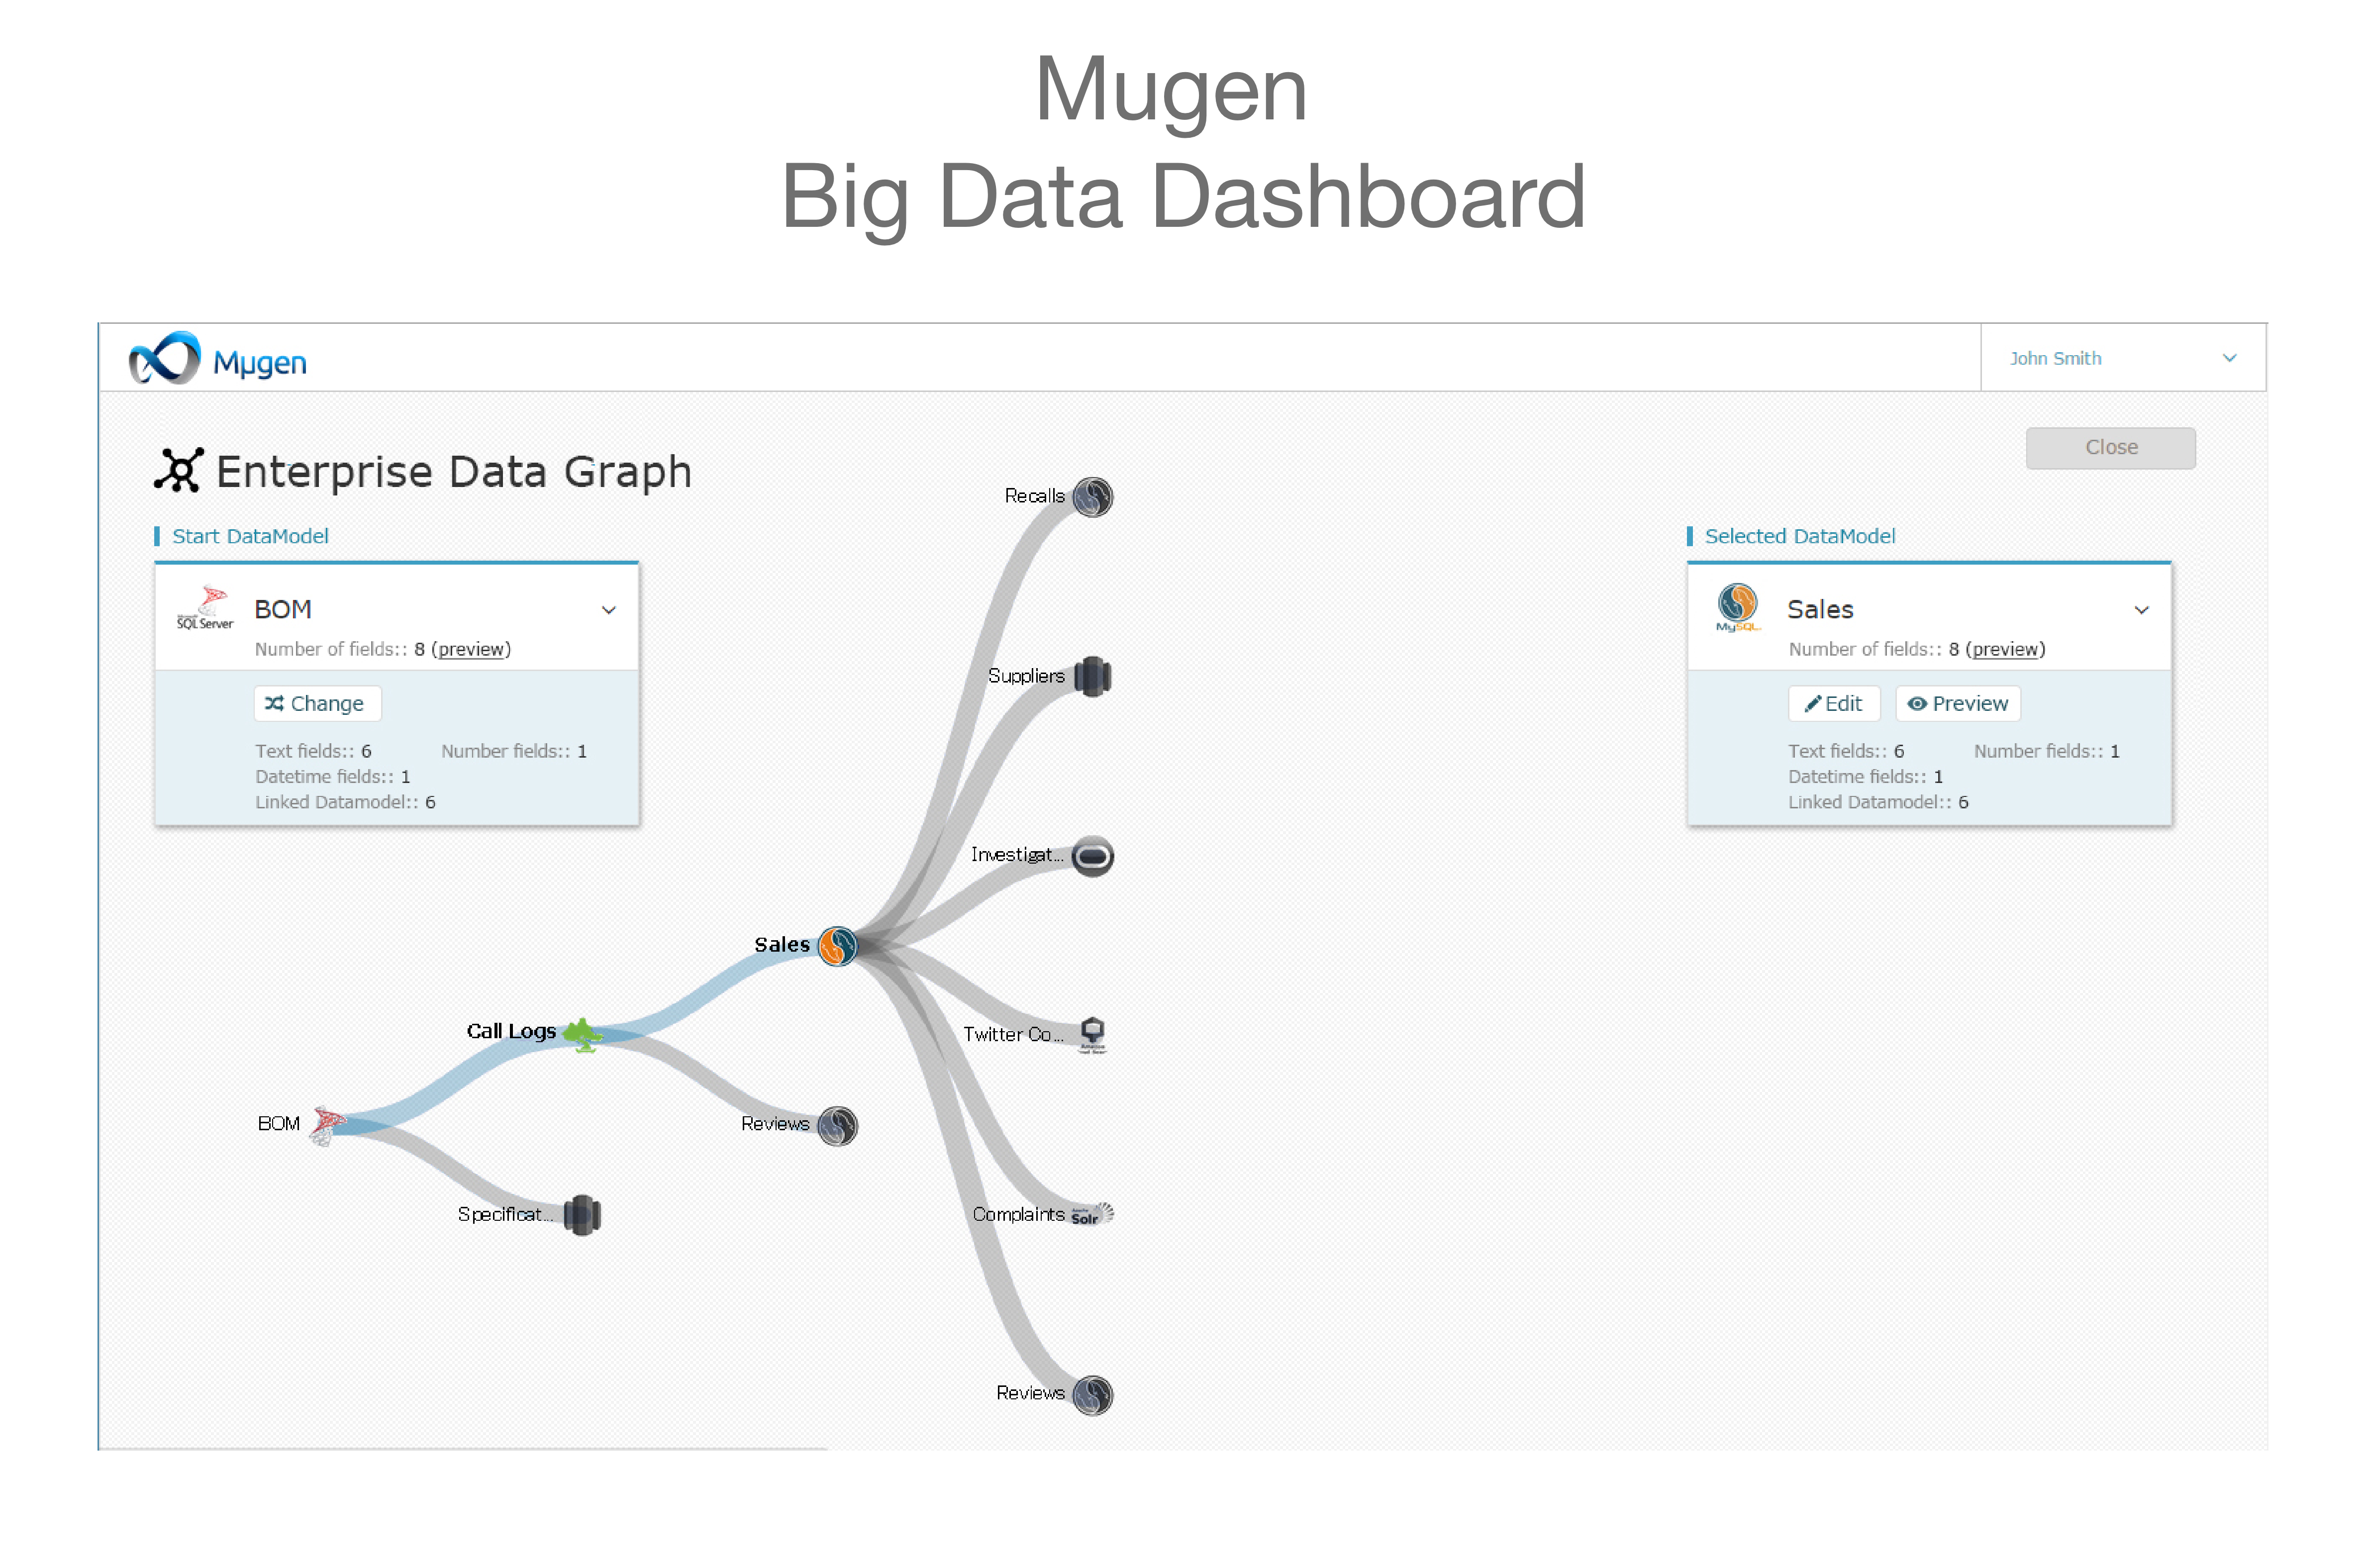 Mugen
Big Data Dashboard
Mμgen
John Smith
Close
Enterprise Data Graph
Start DataModel
SQL Server
BOM
Number of fields:: 8 (preview)
Change
Text fields:: 6 Number fields:: 1
Datetime fields:: 1
Linked Datamodel:: 6
Selected DataModel
MySQL
Sales
Number of fields:: 8 (preview)
Edit Preview
Text fields:: 6 Number fields:: 1
Datetime fields:: 1
Linked Datamodel:: 6
Recalls
Suppliers
Investigat...
Sales
Call Logs
Twitter Co...
BOM
Reviews
Specificat...
Complaints
Solr
Reviews